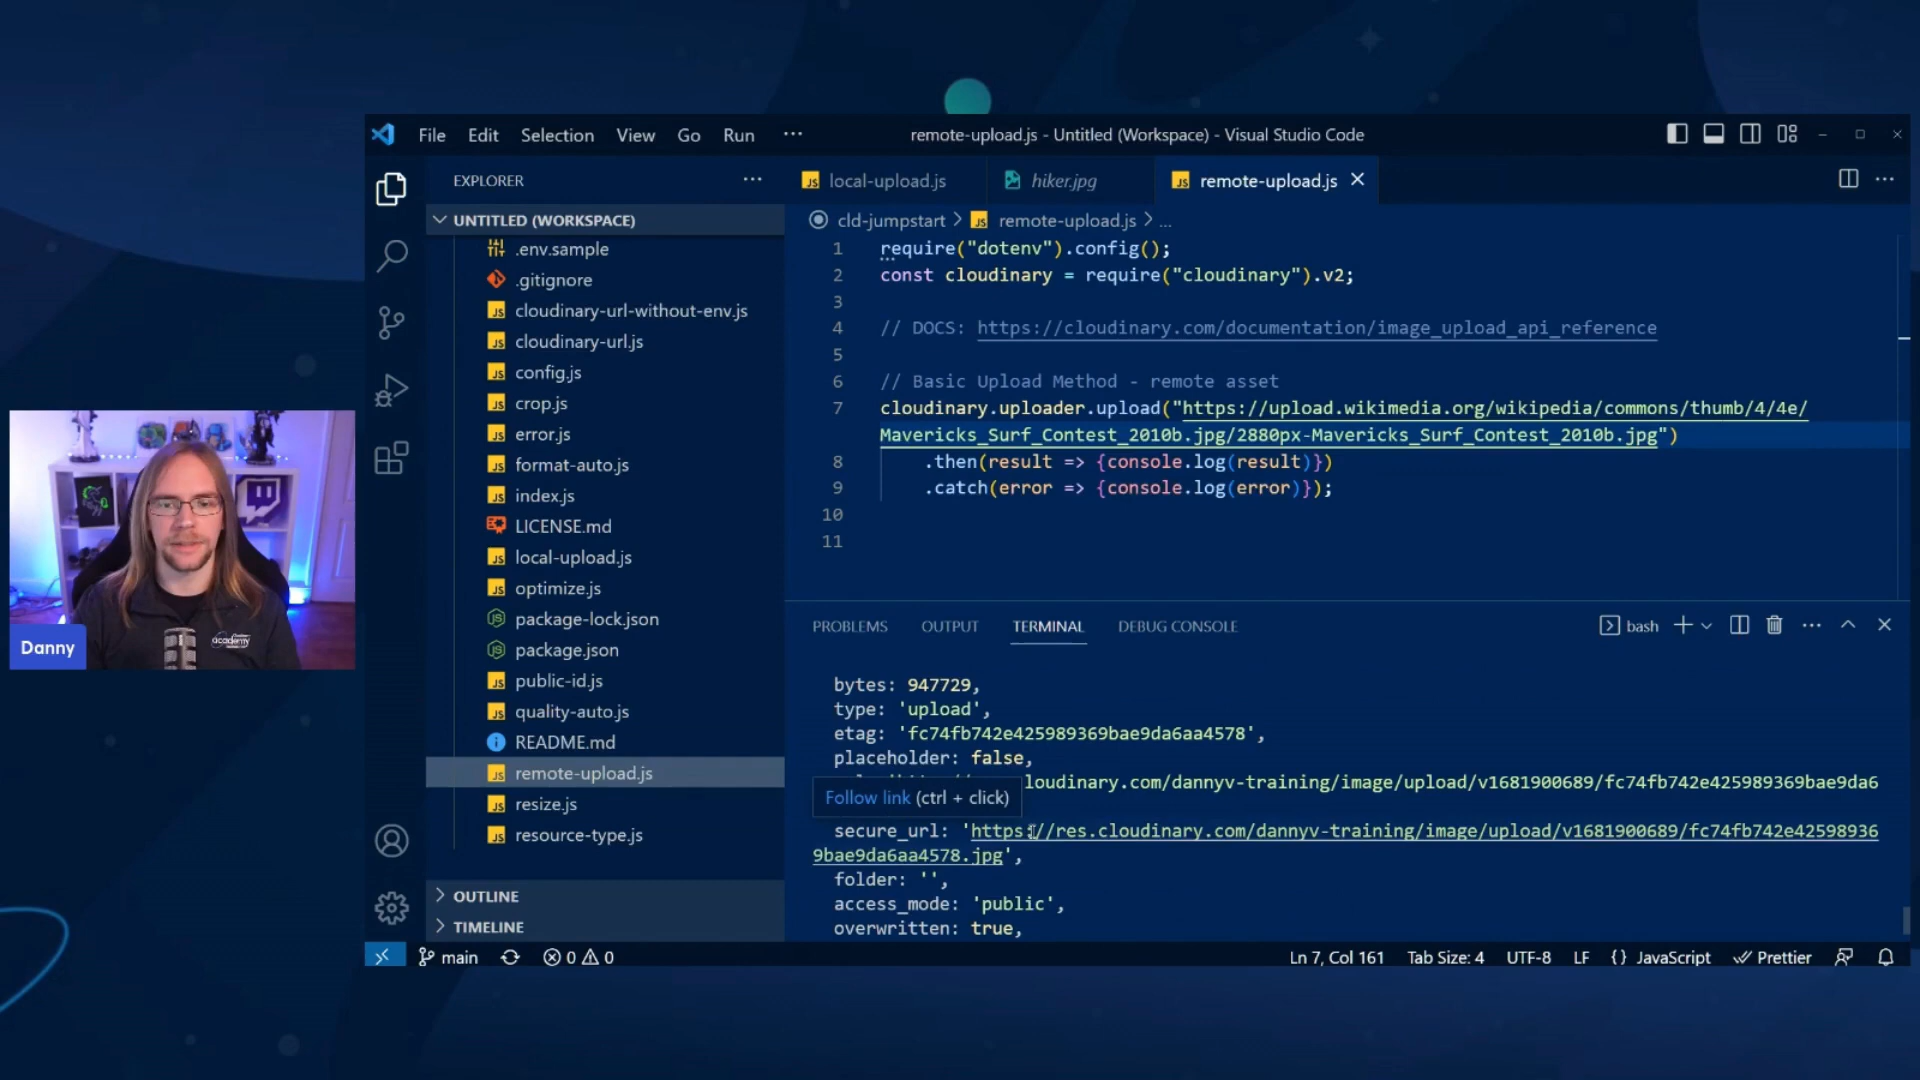 File Edit Selection View Go Run ···
remote-upload.js - Untitled (Workspace) - Visual Studio Code
EXPLORER
UNTITLED (WORKSPACE)
.env.sample
.gitignore
cloudinary-url-without-env.js
cloudinary-url.js
config.js
crop.js
error.js
format-auto.js
index.js
LICENSE.md
local-upload.js
optimize.js
package-lock.json
package.json
public-id.js
quality-auto.js
README.md
remote-upload.js
resize.js
resource-type.js
OUTLINE
TIMELINE
local-upload.js hiker.jpg remote-upload.js
cld-jumpstart > remote-upload.js > ...
1 require("dotenv").config();
2 const cloudinary = require("cloudinary").v2;
3
4 // DOCS: https://cloudinary.com/documentation/image_upload_api_reference
5
6 // Basic Upload Method - remote asset
7 cloudinary.uploader.upload("https://upload.wikimedia.org/wikipedia/commons/thumb/4/4e/
Mavericks_Surf_Contest_2010b.jpg/2880px-Mavericks_Surf_Contest_2010b.jpg")
8 .then(result => {console.log(result)})
9 .catch(error => {console.log(error)});
10
11
PROBLEMS OUTPUT TERMINAL DEBUG CONSOLE
bash
bytes: 947729,
type: 'upload',
etag: 'fc74fb742e425989369bae9da6aa4578',
placeholder: false,
loudinary.com/dannyv-training/image/upload/v1681900689/fc74fb742e425989369bae9da6
Follow link (ctrl + click)
secure_url: 'https://res.cloudinary.com/dannyv-training/image/upload/v1681900689/fc74fb742e42598936
9bae9da6aa4578.jpg',
folder: '',
access_mode: 'public',
overwritten: true,
main 0 0
Ln 7, Col 161 Tab Size: 4 UTF-8 LF {} JavaScript Prettier
Danny
academy